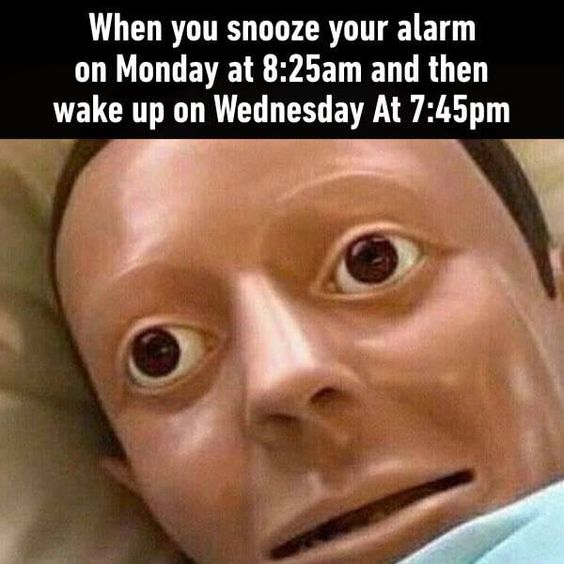 When you snooze your alarm
on Monday at 8:25am and then
wake up on Wednesday At 7:45pm